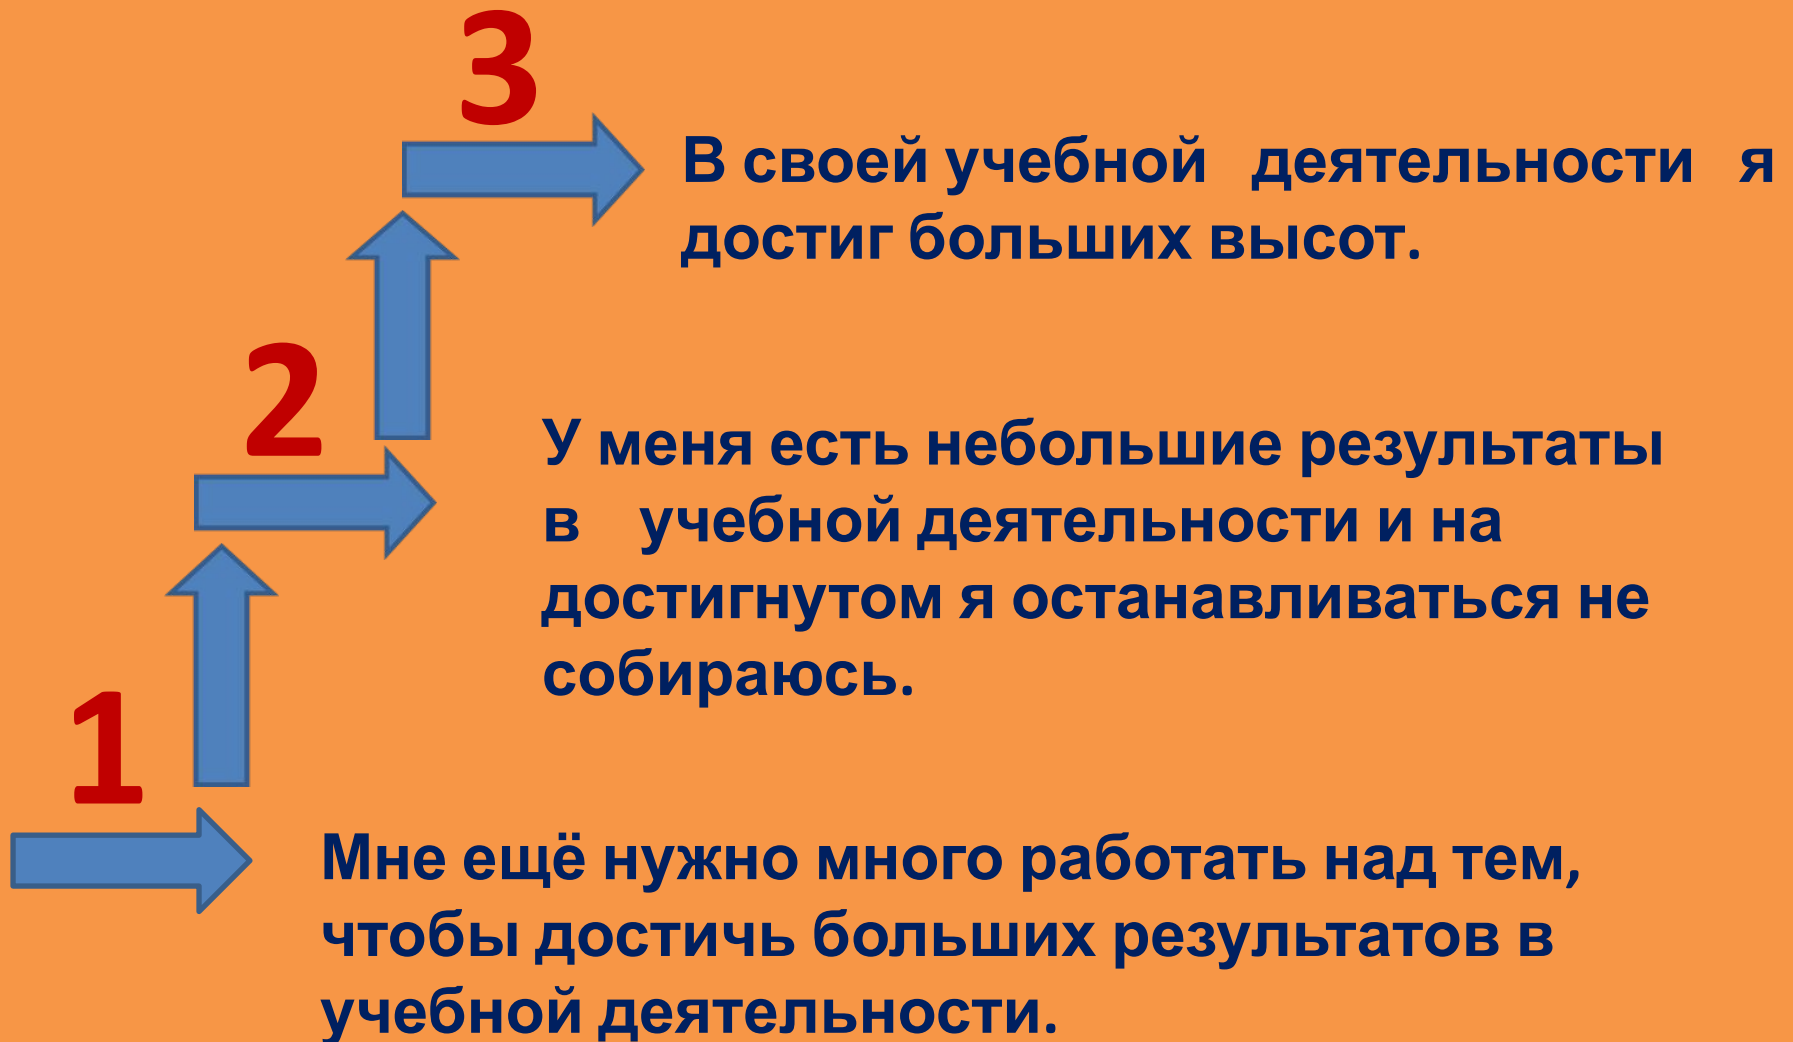 3
В своей учебной деятельности я
достиг больших высот.
2
У меня есть небольшие результаты
в учебной деятельности и на
достигнутом я останавливаться не
собираюсь.
1
Мне ещё нужно много работать над тем,
чтобы достичь больших результатов в
учебной деятельности.